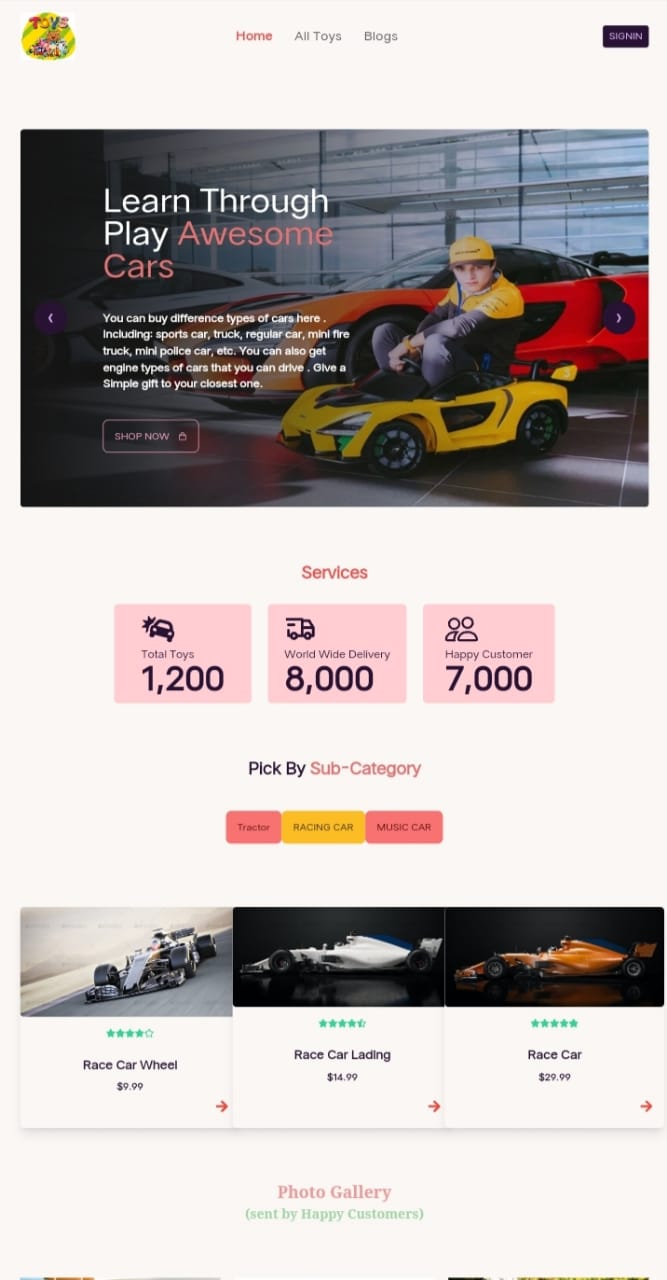 TOYS
Home All Toys Blogs
SIGNIN
Learn Through
Play Awesome
Cars
You can buy difference types of cars here .
Including: sports car, truck, regular car, mini fire
truck, mini police car, etc. You can also get
engine types of cars that you can drive . Give a
Simple gift to your closest one.
❮
❯
SHOP NOW
Services
Total Toys
1,200
World Wide Delivery
8,000
Happy Customer
7,000
Pick By Sub-Category
Tractor RACING CAR MUSIC CAR
Race Car Wheel
$9.99
Race Car Lading
$14.99
Race Car
$29.99
Photo Gallery
(sent by Happy Customers)